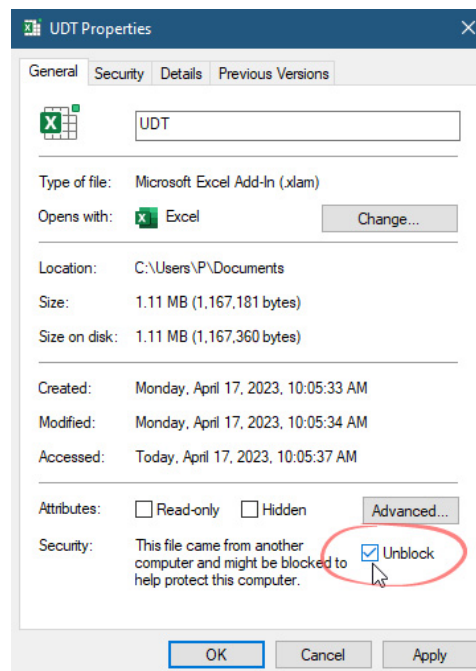 UDT Properties
General Security Details Previous Versions
UDT
Type of file: Microsoft Excel Add-In (.xlam)
Opens with: Excel Change...
Location: C:\Users\P\Documents
Size: 1.11 MB (1,167,181 bytes)
Size on disk: 1.11 MB (1,167,360 bytes)
Created: Monday, April 17, 2023, 10:05:33 AM
Modified: Monday, April 17, 2023, 10:05:34 AM
Accessed: Today, April 17, 2023, 10:05:37 AM
Attributes: Read-only Hidden Advanced...
Security: This file came from another
computer and might be blocked to
help protect this computer.
Unblock
OK Cancel Apply